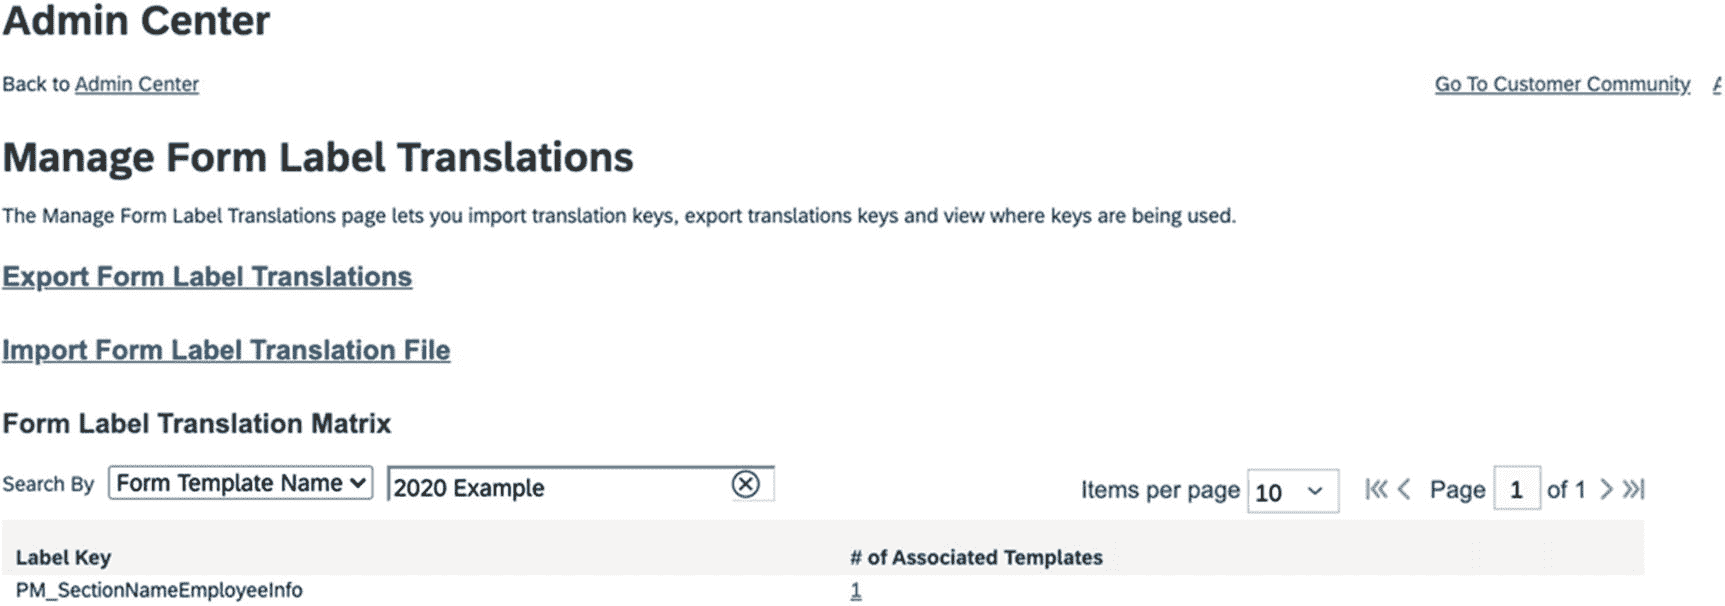 Admin Center
Back to Admin Center Go To Customer Community
Manage Form Label Translations
The Manage Form Label Translations page lets you import translation keys, export translations keys and view where keys are being used.
Export Form Label Translations
Import Form Label Translation File
Form Label Translation Matrix
Search By Form Template Name 2020 Example Items per page 10 Page 1 of 1
Label Key # of Associated Templates
PM_SectionNameEmployeeInfo 1